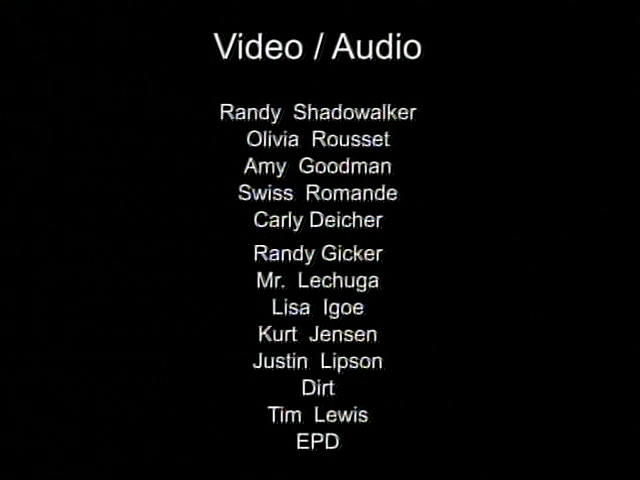 Video / Audio
Randy Shadowalker
Olivia Rousset
Amy Goodman
Swiss Romande
Carly Deicher
Randy Gicker
Mr. Lechuga
Lisa Igoe
Kurt Jensen
Justin Lipson
Dirt
Tim Lewis
EPD